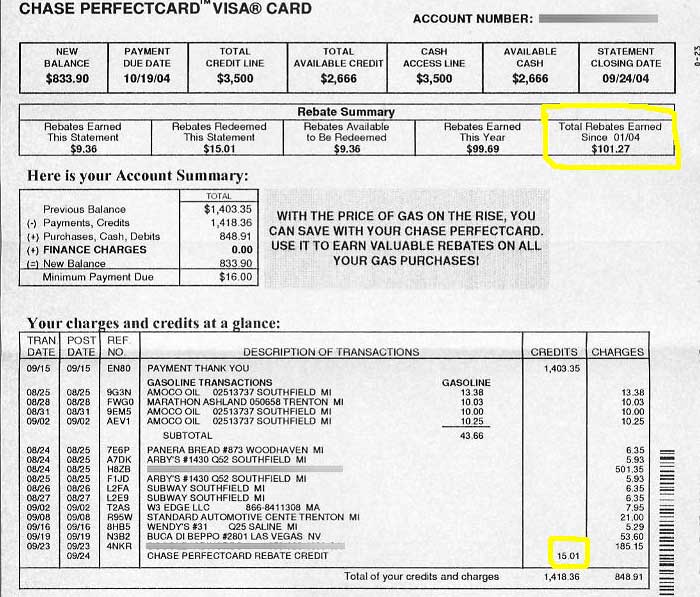 CHASE PERFECTCARD™ VISA® CARD
ACCOUNT NUMBER:
NEW BALANCE $833.90
PAYMENT DUE DATE 10/19/04
TOTAL CREDIT LINE $3,500
TOTAL AVAILABLE CREDIT $2,666
CASH ACCESS LINE $3,500
AVAILABLE CASH $2,666
STATEMENT CLOSING DATE 09/24/04
Rebate Summary
Rebates Earned This Statement $9.36
Rebates Redeemed This Statement $15.01
Rebates Available to Be Redeemed $9.36
Rebates Earned This Year $99.69
Total Rebates Earned Since 01/04 $101.27
Here is your Account Summary:
TOTAL
Previous Balance $1,403.35
(-) Payments, Credits 1,418.36
(+) Purchases, Cash, Debits 848.91
(+) FINANCE CHARGES 0.00
(=) New Balance 833.90
Minimum Payment Due $16.00
WITH THE PRICE OF GAS ON THE RISE, YOU
CAN SAVE WITH YOUR CHASE PERFECTCARD.
USE IT TO EARN VALUABLE REBATES ON ALL
YOUR GAS PURCHASES!
Your charges and credits at a glance:
TRAN DATE POST DATE REF. NO. DESCRIPTION OF TRANSACTIONS CREDITS CHARGES
09/15 09/15 EN80 PAYMENT THANK YOU 1,403.35
GASOLINE TRANSACTIONS GASOLINE
08/25 08/25 9G3N AMOCO OIL 02513737 SOUTHFIELD MI 13.38 13.38
08/28 08/28 FWG0 MARATHON ASHLAND 050658 TRENTON MI 10.03 10.03
08/31 08/31 9EM5 AMOCO OIL 02513737 SOUTHFIELD MI 10.00 10.00
09/02 09/02 AEV1 AMOCO OIL 02513737 SOUTHFIELD MI 10.25 10.25
SUBTOTAL 43.66
08/24 08/25 7E6P PANERA BREAD #873 WOODHAVEN MI 6.35
08/24 08/25 A7DK ARBY'S #1430 Q52 SOUTHFIELD MI 5.93
08/24 08/25 H8ZB 501.35
08/25 08/25 F1JD ARBY'S #1430 Q52 SOUTHFIELD MI 5.93
08/26 08/26 L2FA SUBWAY SOUTHFIELD MI 6.35
08/27 08/27 L2E9 SUBWAY SOUTHFIELD MI 6.35
09/02 09/02 T2AS W3 EDGE LLC 866-8411308 MA 7.95
09/08 09/08 R95W STANDARD AUTOMOTIVE CENTE TRENTON MI 21.00
09/16 09/16 8HB5 WENDY'S #31 Q25 SALINE MI 5.29
09/19 09/19 N3B2 BUCA DI BEPPO #2801 LAS VEGAS NV 53.60
09/23 09/23 4NKR 185.15
09/24 CHASE PERFECTCARD REBATE CREDIT 15.01
Total of your credits and charges 1,418.36 848.91